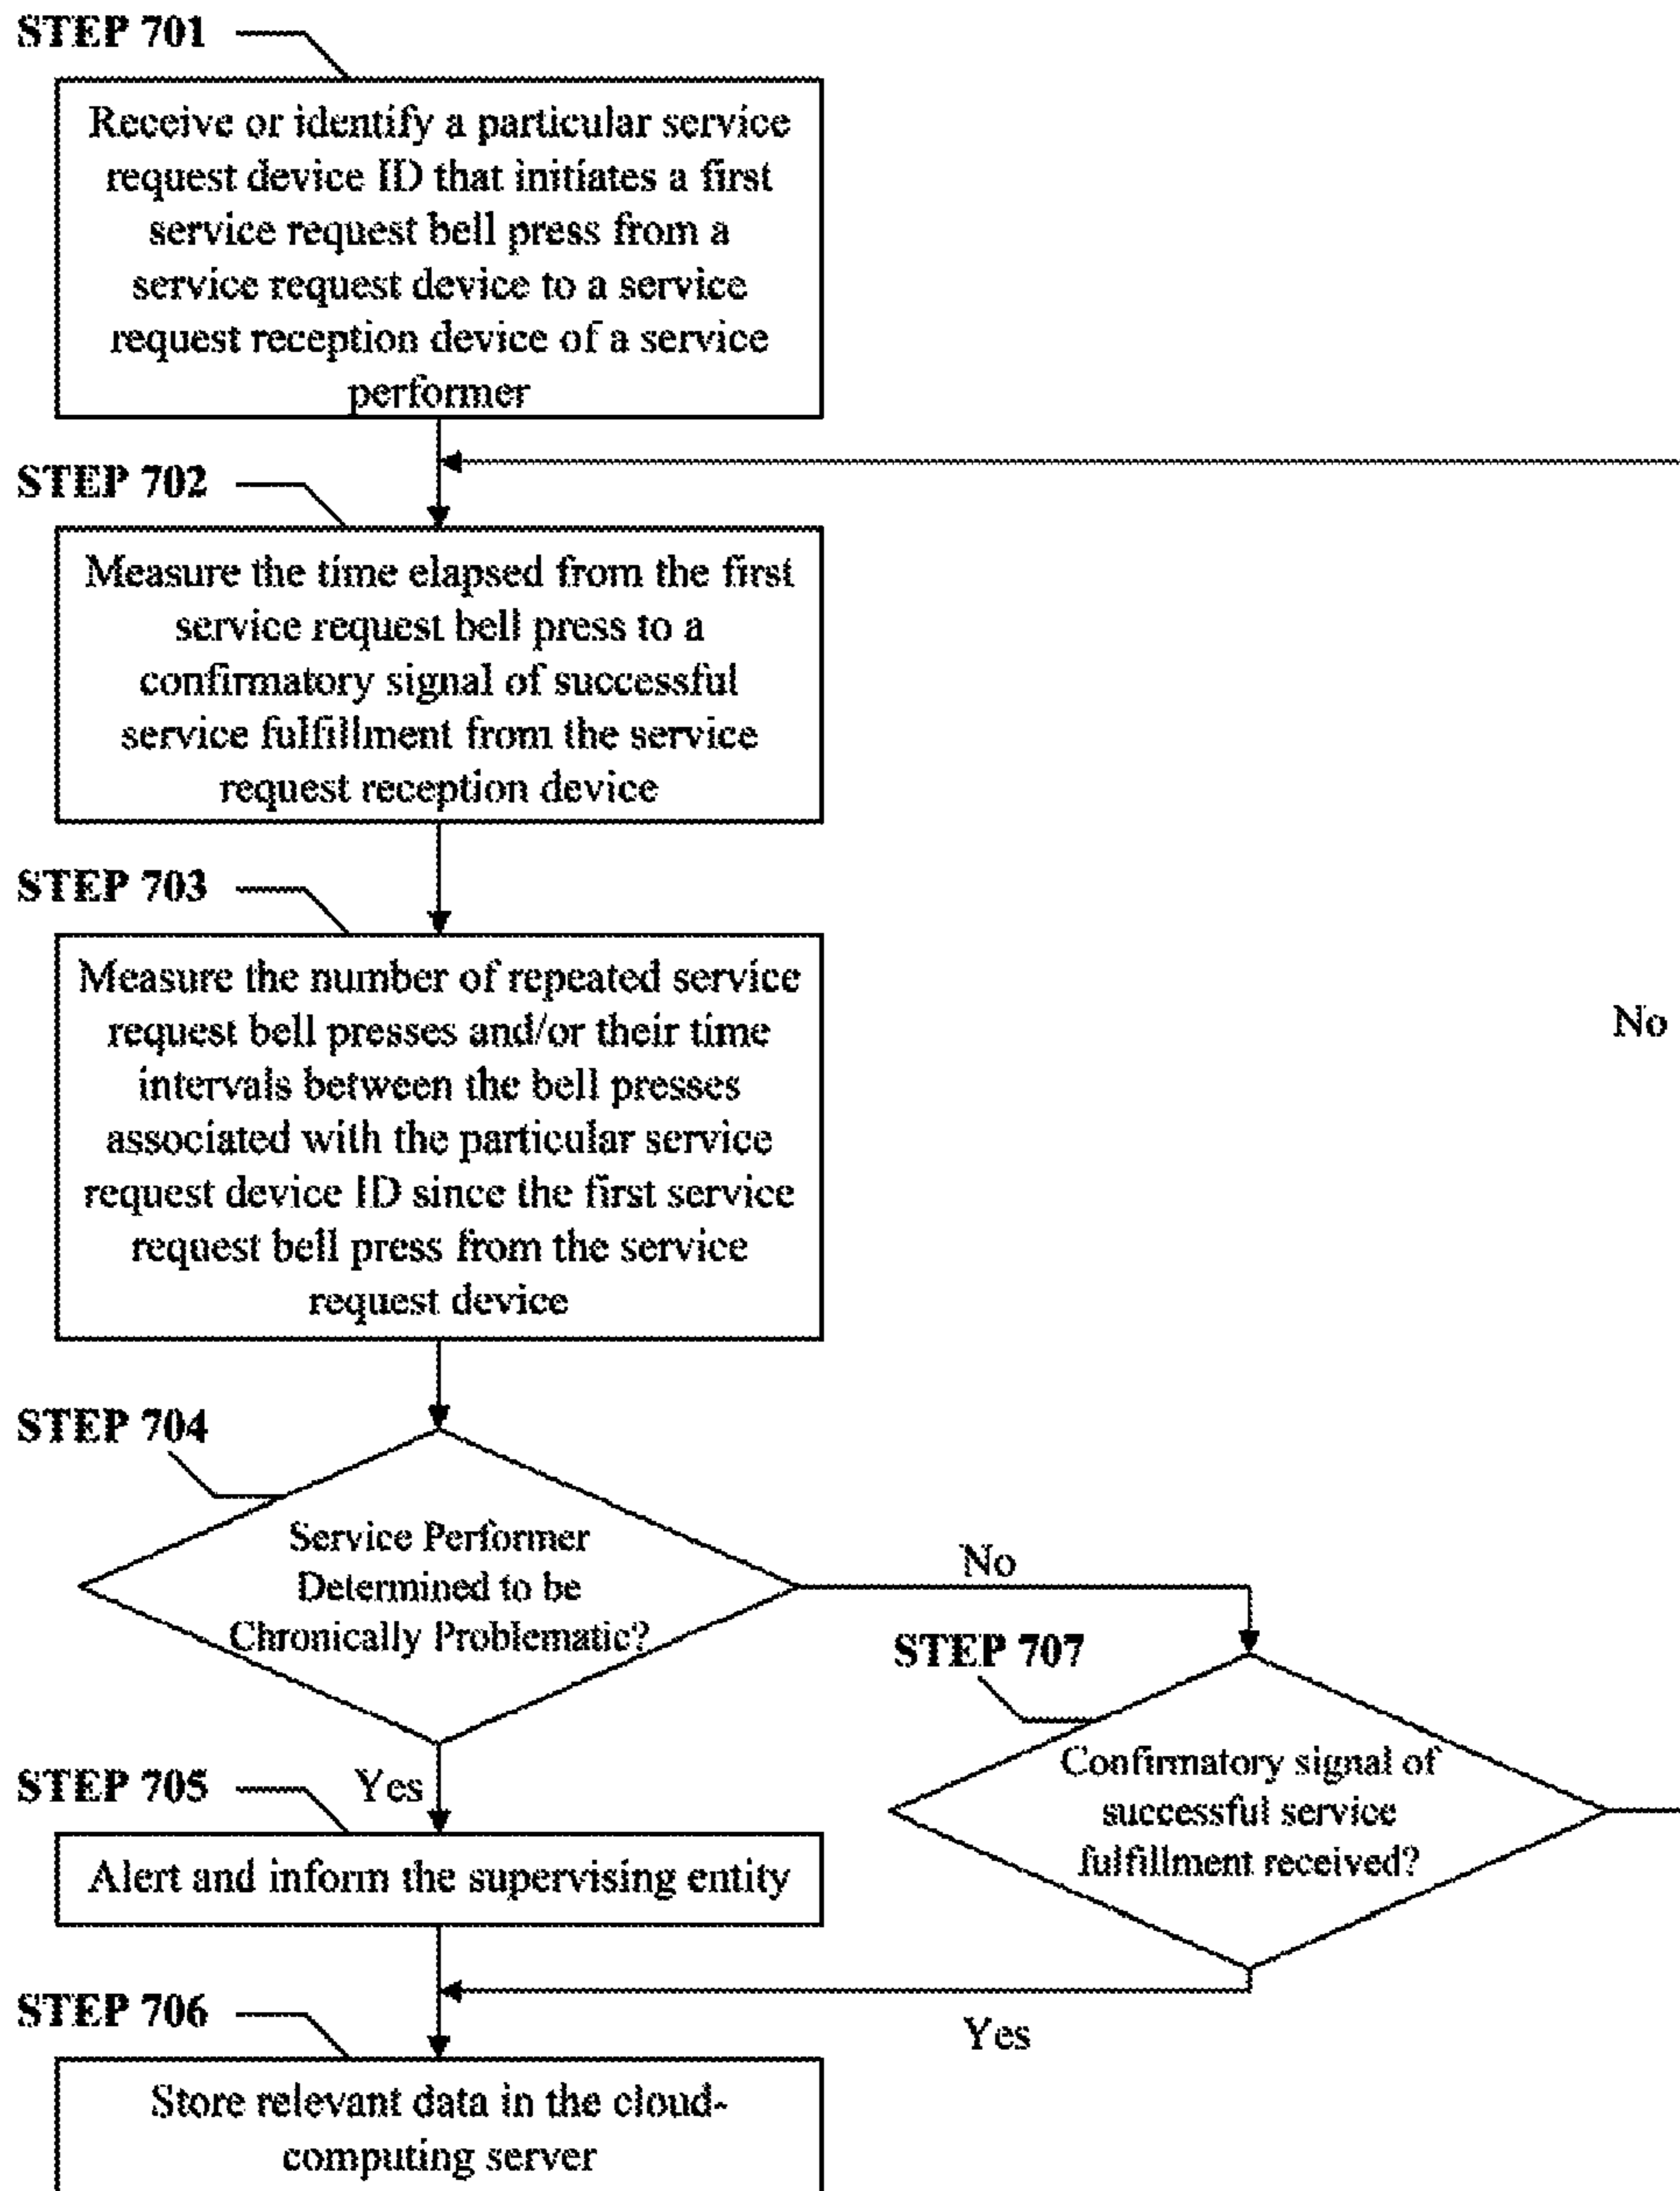 STEP 701
Receive or identify a particular service
request device ID that initiates a first
service request bell press from a
service request device to a service
request reception device of a service
performer
STEP 702
Measure the time elapsed from the first
service request bell press to a
confirmatory signal of successful
service fulfillment from the service
request reception device
STEP 703
Measure the number of repeated service
request bell presses and/or their time
intervals between the bell presses
associated with the particular service
request device ID since the first service
request bell press from the service
request device
No
STEP 704
Service Performer
Determined to be
Chronically Problematic?
No
STEP 707
Confirmatory signal of
successful service
fulfillment received?
STEP 705
Yes
Alert and inform the supervising entity
Yes
STEP 706
Store relevant data in the cloud-
computing server